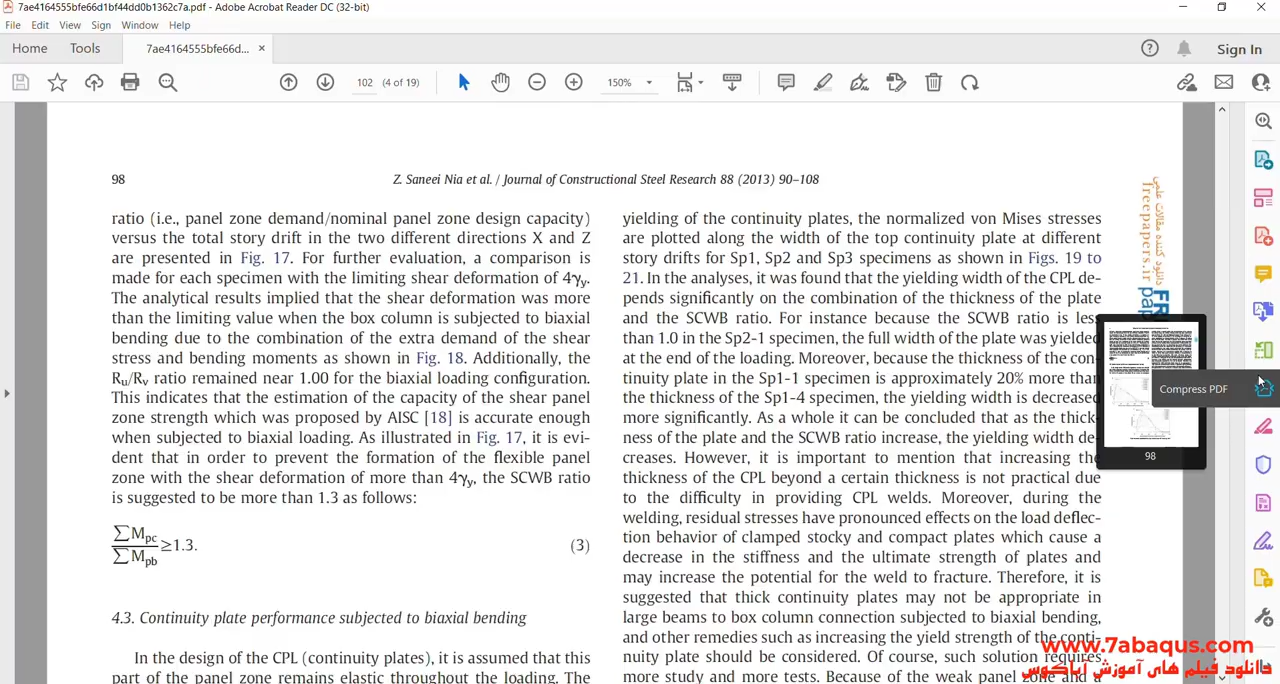 7ae4164555bfe66d1bf44dd0b1362c7a.pdf - Adobe Acrobat Reader DC (32-bit)
File Edit View Sign Window Help
Home Tools 7ae4164555bfe66d... × Sign In
102 (4 of 19) 150%
98 Z. Saneei Nia et al. / Journal of Constructional Steel Research 88 (2013) 90–108
ratio (i.e., panel zone demand/nominal panel zone design capacity)
versus the total story drift in the two different directions X and Z
are presented in Fig. 17. For further evaluation, a comparison is
made for each specimen with the limiting shear deformation of 4γy.
The analytical results implied that the shear deformation was more
than the limiting value when the box column is subjected to biaxial
bending due to the combination of the extra demand of the shear
stress and bending moments as shown in Fig. 18. Additionally, the
Ru/Rv ratio remained near 1.00 for the biaxial loading configuration.
This indicates that the estimation of the capacity of the shear panel
zone strength which was proposed by AISC [18] is accurate enough
when subjected to biaxial loading. As illustrated in Fig. 17, it is evi-
dent that in order to prevent the formation of the flexible panel
zone with the shear deformation of more than 4γy, the SCWB ratio
is suggested to be more than 1.3 as follows:
∑Mpc
∑Mpb
≥1.3. (3)
4.3. Continuity plate performance subjected to biaxial bending
In the design of the CPL (continuity plates), it is assumed that this
part of the panel zone remains elastic throughout the loading. The
yielding of the continuity plates, the normalized von Mises stresses
are plotted along the width of the top continuity plate at different
story drifts for Sp1, Sp2 and Sp3 specimens as shown in Figs. 19 to
21. In the analyses, it was found that the yielding width of the CPL de-
pends significantly on the combination of the thickness of the plate
and the SCWB ratio. For instance because the SCWB ratio is less
than 1.0 in the Sp2-1 specimen, the full width of the plate was yielded
at the end of the loading. Moreover, because the thickness of the con-
tinuity plate in the Sp1-1 specimen is approximately 20% more than
the thickness of the Sp1-4 specimen, the yielding width is decreased
more significantly. As a whole it can be concluded that as the thick-
ness of the plate and the SCWB ratio increase, the yielding width de-
creases. However, it is important to mention that increasing the
thickness of the CPL beyond a certain thickness is not practical due
to the difficulty in providing CPL welds. Moreover, during the
welding, residual stresses have pronounced effects on the load deflec-
tion behavior of clamped stocky and compact plates which cause a
decrease in the stiffness and the ultimate strength of plates and
may increase the potential for the weld to fracture. Therefore, it is
suggested that thick continuity plates may not be appropriate in
large beams to box column connection subjected to biaxial bending,
and other remedies such as increasing the yield strength of the conti-
nuity plate should be considered. Of course, such solution requires
more study and more tests. Because of the weak panel zone and a
دانلود کننده مقالات علمی
freepapers.ir
Compress PDF
98
www.7abaqus.com
دانلود فیلم های آموزش آباکوس